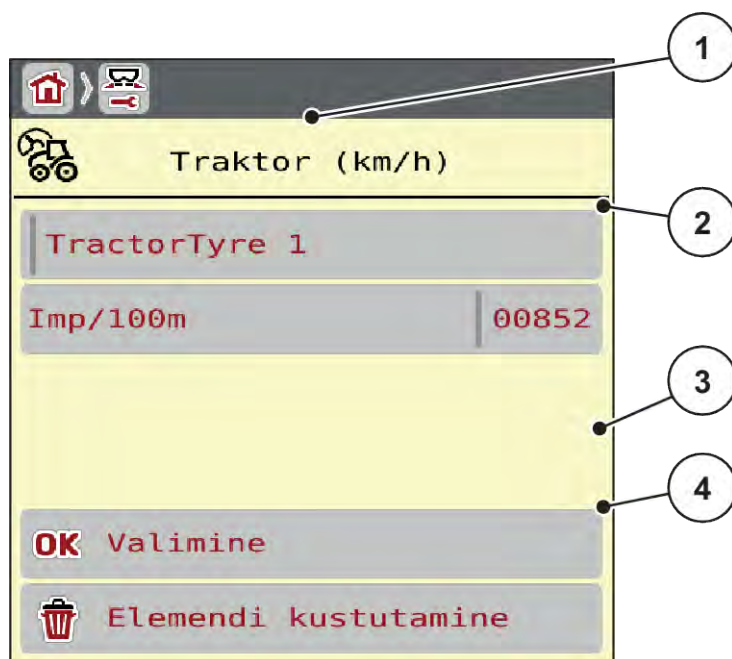 1
Traktor (km/h)
2
TractorTyre 1
Imp/100m 00852
3
4
OK Valimine
Elemendi kustutamine